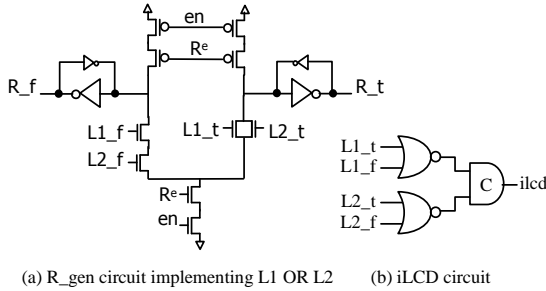 en
Rᵉ
R_f
R_t
L1_f
L1_t
L2_t
L2_f
Rᵉ
en
L1_t
L1_f
C
ilcd
L2_t
L2_f
(a) R_gen circuit implementing L1 OR L2
(b) iLCD circuit